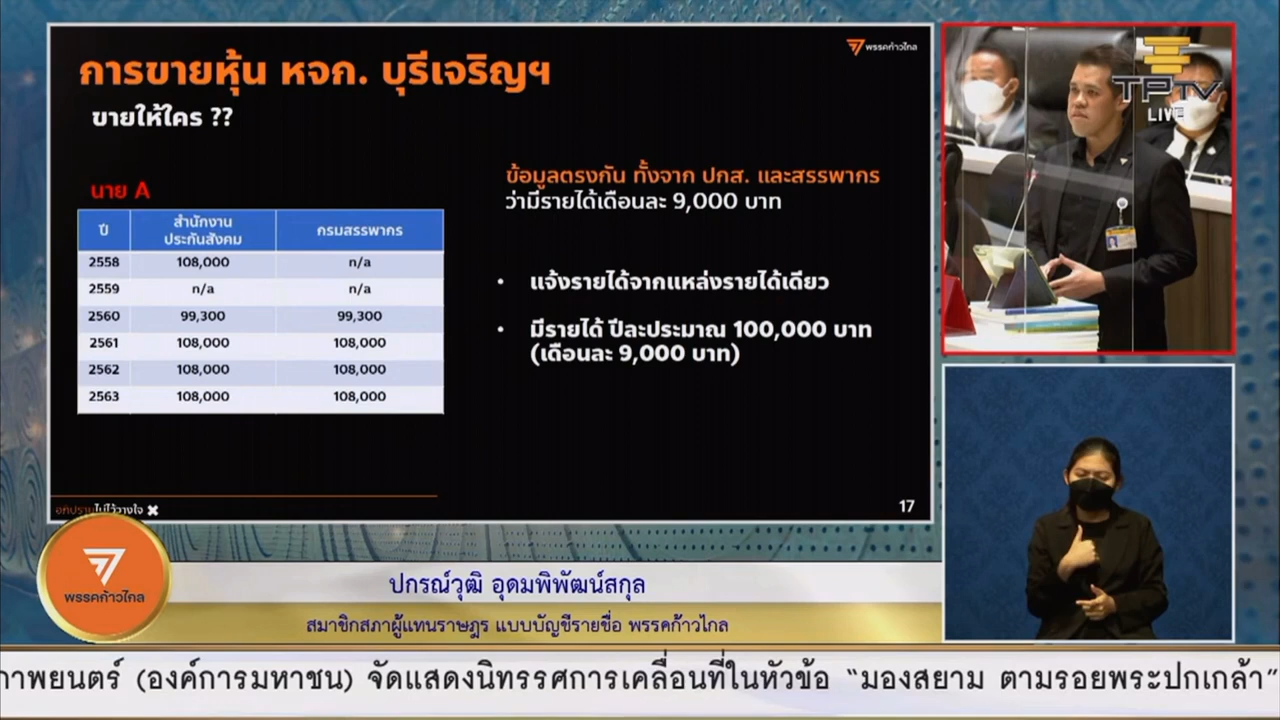 พรรคก้าวไกล
การขายหุ้น หจก. บุรีเจริญฯ
ขายให้ใคร ??
นาย A
ปี สำนักงานประกันสังคม กรมสรรพากร
2558 108,000 n/a
2559 n/a n/a
2560 99,300 99,300
2561 108,000 108,000
2562 108,000 108,000
2563 108,000 108,000
ข้อมูลตรงกัน ทั้งจาก ปกส. และสรรพากร
ว่ามีรายได้เดือนละ 9,000 บาท
• แจ้งรายได้จากแหล่งรายได้เดียว
• มีรายได้ ปีละประมาณ 100,000 บาท
(เดือนละ 9,000 บาท)
อภิปรายไม่ไว้วางใจ
17
TPTV
LIVE
พรรคก้าวไกล
ปกรณ์วุฒิ อุดมพิพัฒน์สกุล
สมาชิกสภาผู้แทนราษฎร แบบบัญชีรายชื่อ พรรคก้าวไกล
ภาพยนตร์ (องค์การมหาชน) จัดแสดงนิทรรศการเคลื่อนที่ในหัวข้อ “มองสยาม ตามรอยพระปกเกล้า”